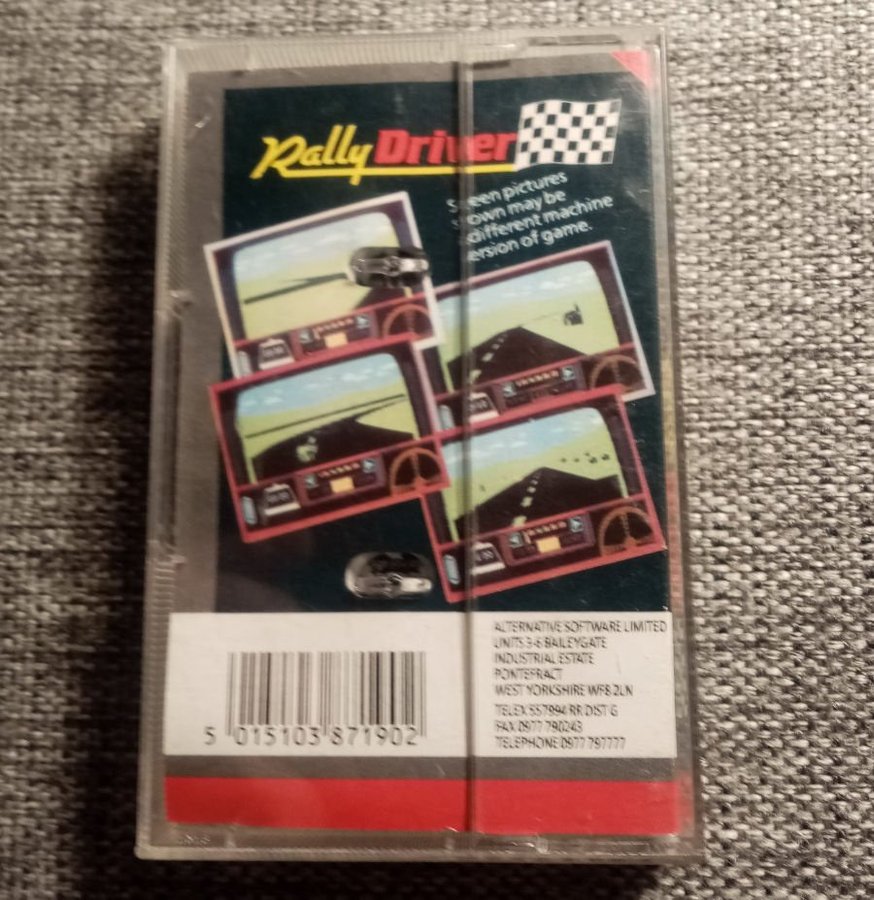 Rally Driver
Screen pictures
shown may be
different machine
version of game.
5 015103 871902
ALTERNATIVE SOFTWARE LIMITED
UNITS 3-6 BAILEYGATE
INDUSTRIAL ESTATE
PONTEFRACT
WEST YORKSHIRE WF8 2LN
TELEX 557994 RR DIST G
FAX 0977 790243
TELEPHONE 0977 797777